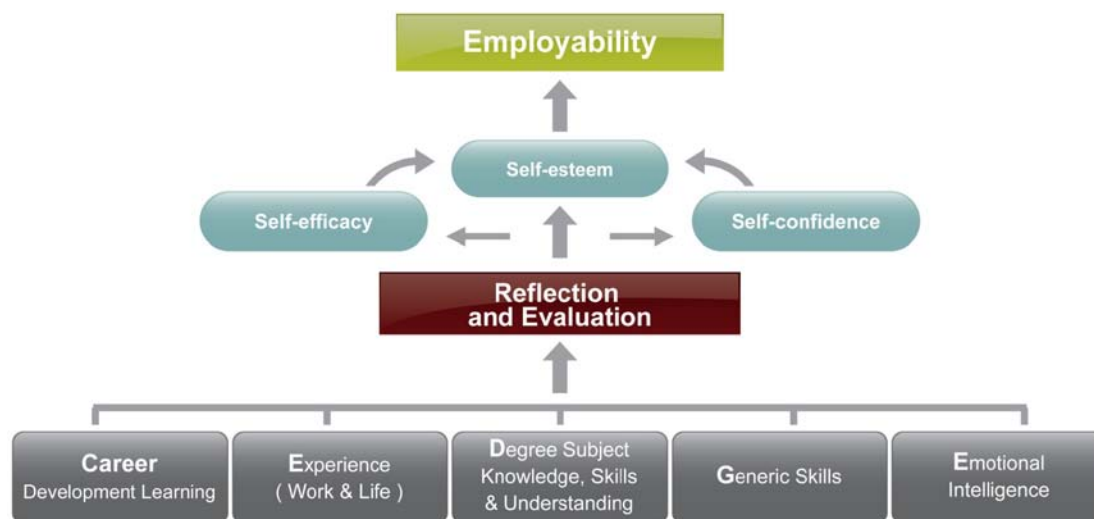 Employability
Self-esteem
Self-efficacy
Self-confidence
Reflection
and Evaluation
Career
Development Learning
Experience
( Work & Life )
Degree Subject
Knowledge, Skills
& Understanding
Generic Skills
Emotional
Intelligence